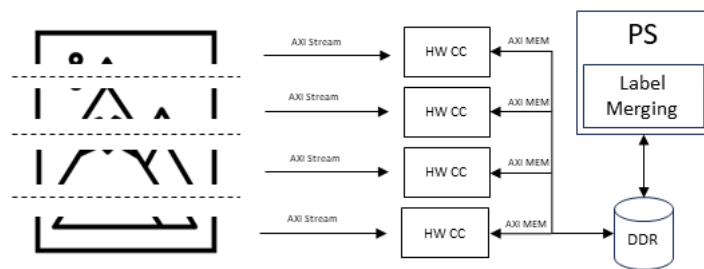 AXI Stream
HW CC
AXI MEM
PS
Label
Merging
AXI Stream
HW CC
AXI MEM
AXI Stream
HW CC
AXI MEM
AXI Stream
HW CC
AXI MEM
DDR